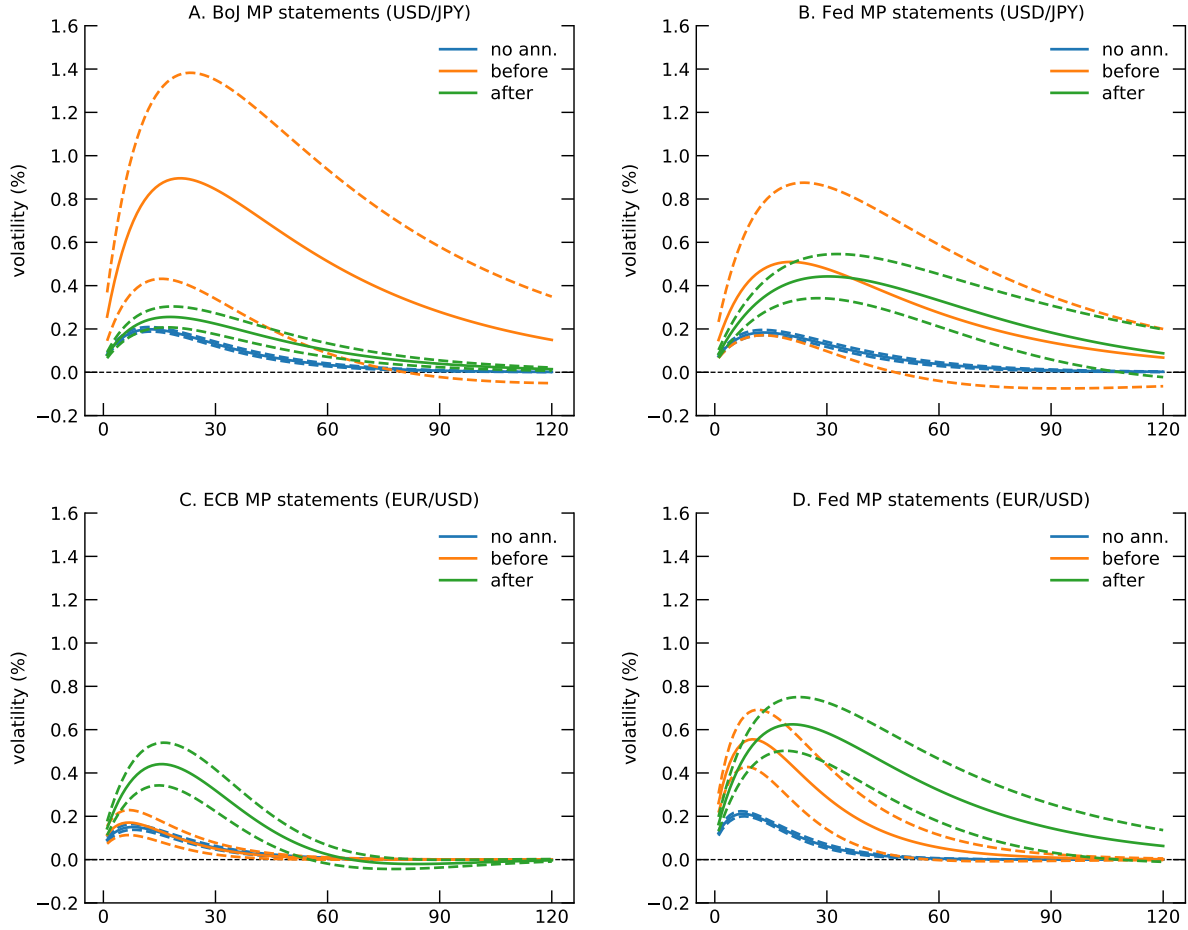 A. BoJ MP statements (USD/JPY)
volatility (%)
1.6
1.4
1.2
1.0
0.8
0.6
0.4
0.2
0.0
−0.2
0 30 60 90 120
no ann.
before
after
B. Fed MP statements (USD/JPY)
volatility (%)
1.6
1.4
1.2
1.0
0.8
0.6
0.4
0.2
0.0
−0.2
0 30 60 90 120
no ann.
before
after
C. ECB MP statements (EUR/USD)
volatility (%)
1.6
1.4
1.2
1.0
0.8
0.6
0.4
0.2
0.0
−0.2
0 30 60 90 120
no ann.
before
after
D. Fed MP statements (EUR/USD)
volatility (%)
1.6
1.4
1.2
1.0
0.8
0.6
0.4
0.2
0.0
−0.2
0 30 60 90 120
no ann.
before
after